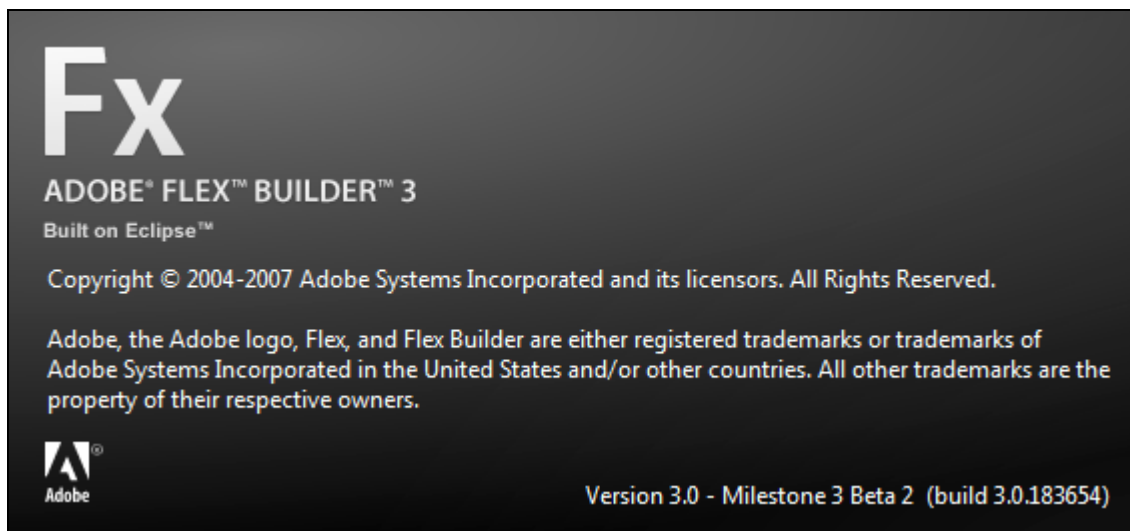 Fx
ADOBE® FLEX™ BUILDER™ 3
Built on Eclipse™
Copyright © 2004-2007 Adobe Systems Incorporated and its licensors. All Rights Reserved.
Adobe, the Adobe logo, Flex, and Flex Builder are either registered trademarks or trademarks of
Adobe Systems Incorporated in the United States and/or other countries. All other trademarks are the
property of their respective owners.
®
Adobe
Version 3.0 - Milestone 3 Beta 2 (build 3.0.183654)